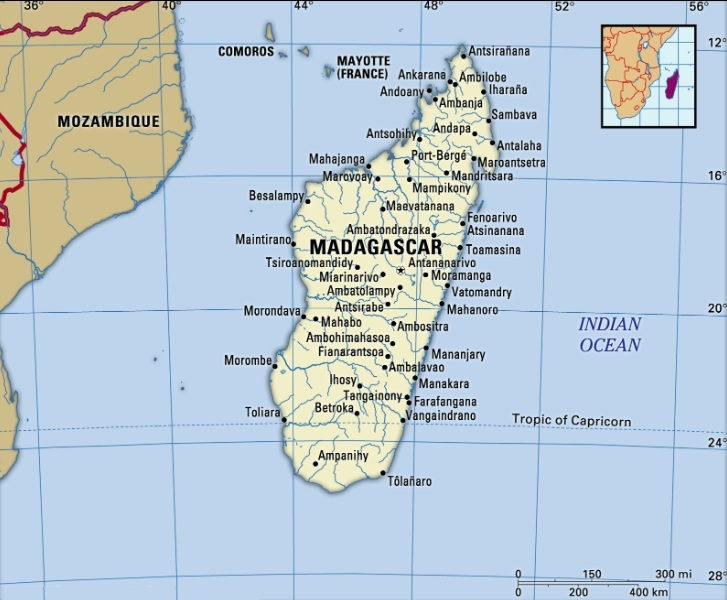 36°
40°
44°
48°
52°
56°
12°
COMOROS
MAYOTTE
(FRANCE)
Antsirañana
Ankarana
Ambilobe
Andoany
Iharaña
Ambanja
MOZAMBIQUE
Sambava
Andapa
Antsohihy
Antalaha
Mahajanga
Port-Bergé
Maroantsetra
Marovoay
Mandritsara
16°
Mampikony
Besalampy
Maevatanana
Fenoarivo
Atsinanana
Ambatondrazaka
Maintirano
MADAGASCAR
Toamasina
Tsiroanomandidy
Antananarivo
Miarinarivo
Moramanga
Ambatolampy
Vatomandry
Antsirabe
Mahanoro
Morondava
20°
Mahabo
Ambositra
INDIAN
OCEAN
Ambohimahasoa
Fianarantsoa
Mananjary
Morombe
Ambalavao
Ihosy
Manakara
Tangainony
Farafangana
Betroka
Toliara
Vangaindrano
Tropic of Capricorn
24°
Ampanihy
Tôlañaro
0 150 300 mi
0 200 400 km
28°